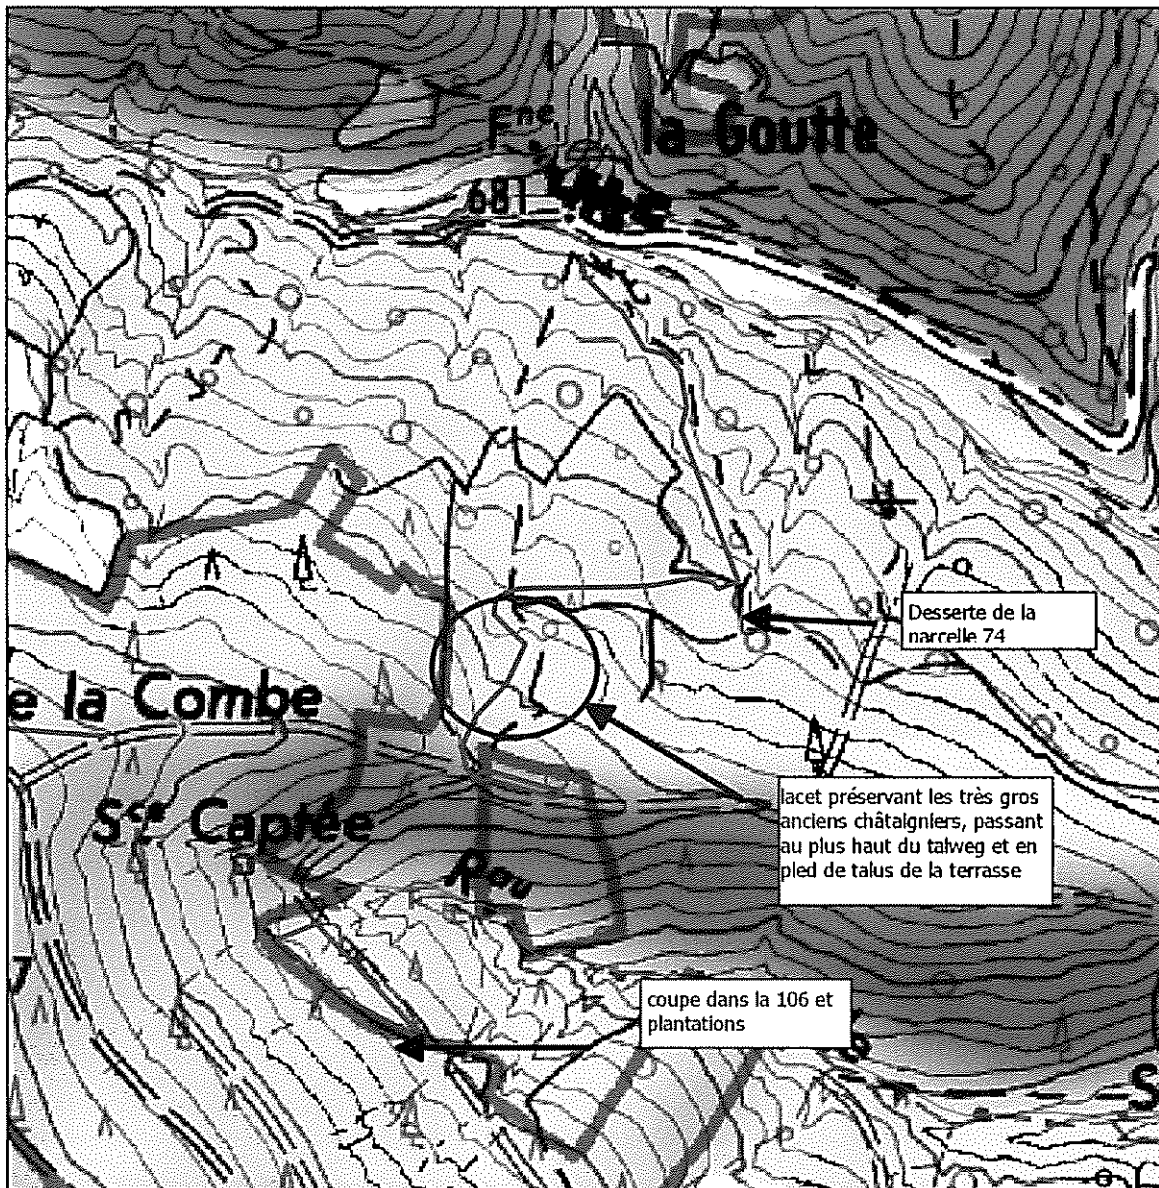 Fne
la Goutte
681
Desserte de la
parcelle 74
e la Combe
lacet préservant les très gros
anciens châtaigniers, passant
au plus haut du talweg et en
pied de talus de la terrasse
Sce Captée
Rau
7
coupe dans la 106 et
plantations
S